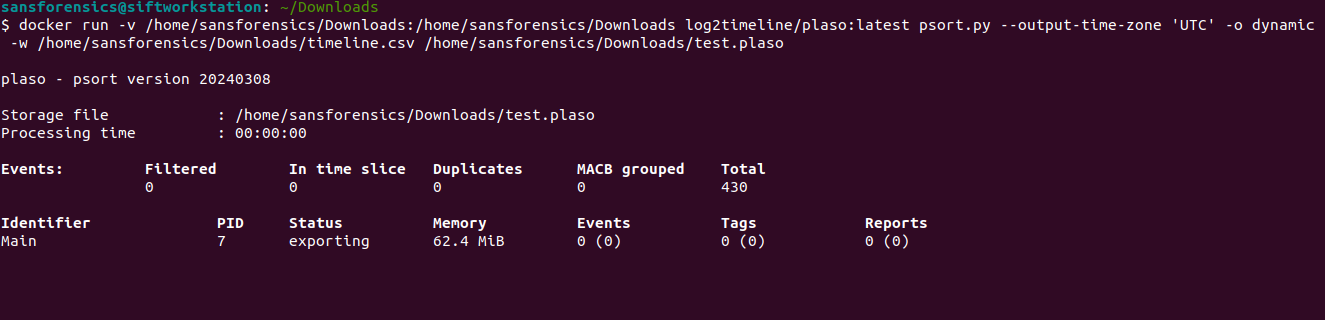 sansforensics@siftworkstation: ~/Downloads
$ docker run -v /home/sansforensics/Downloads:/home/sansforensics/Downloads log2timeline/plaso:latest psort.py --output-time-zone 'UTC' -o dynamic
-w /home/sansforensics/Downloads/timeline.csv /home/sansforensics/Downloads/test.plaso
plaso - psort version 20240308
Storage file : /home/sansforensics/Downloads/test.plaso
Processing time : 00:00:00
Events: Filtered In time slice Duplicates MACB grouped Total
0 0 0 0 430
Identifier PID Status Memory Events Tags Reports
Main 7 exporting 62.4 MiB 0 (0) 0 (0) 0 (0)